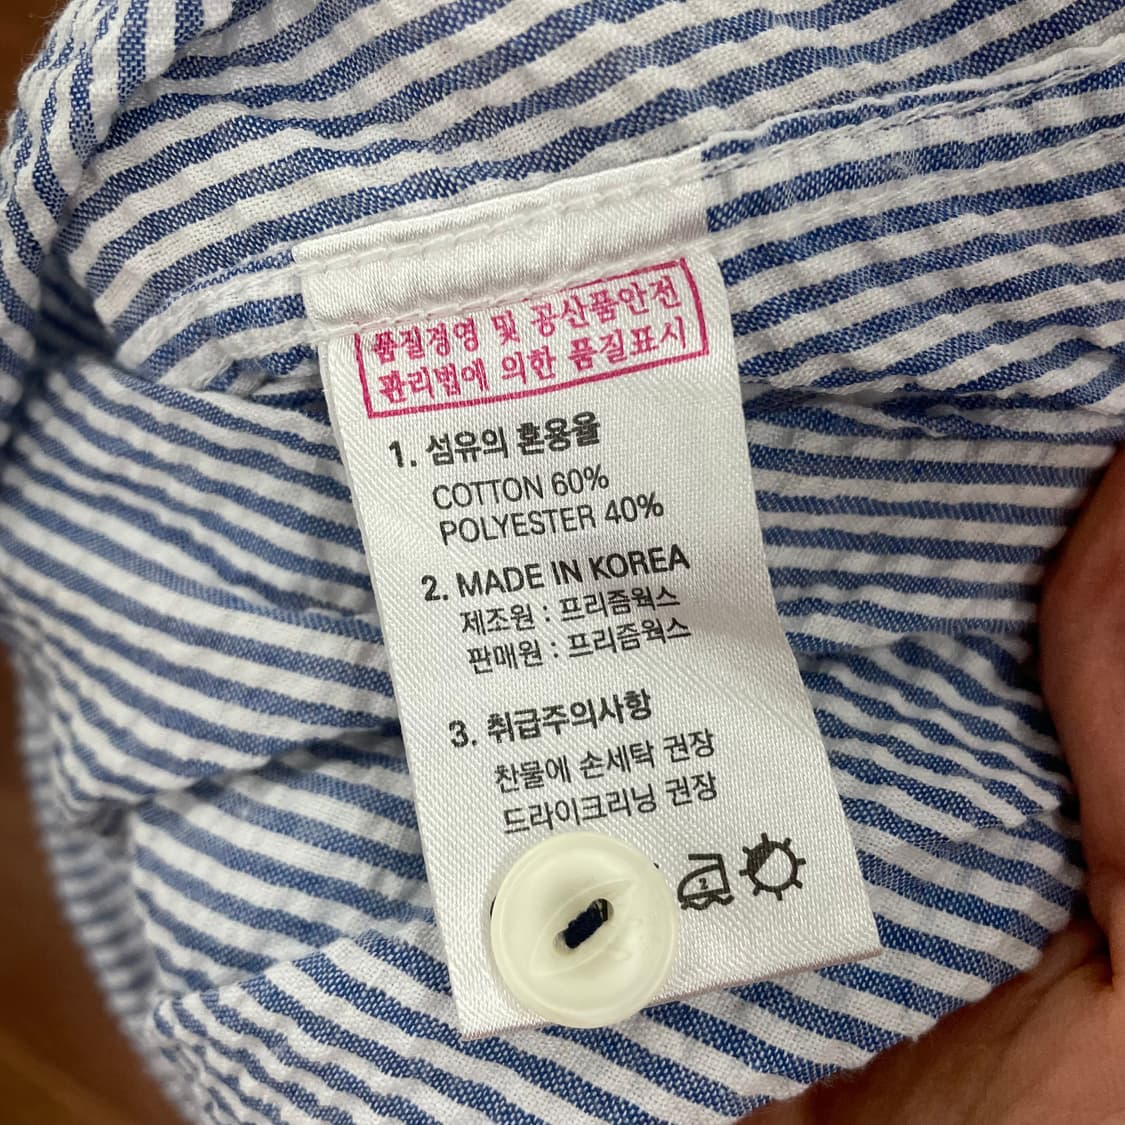 품질경영 및 공산품안전
관리법에 의한 품질표시
1. 섬유의 혼용율
COTTON 60%
POLYESTER 40%
2. MADE IN KOREA
제조원 : 프리즘웍스
판매원 : 프리즘웍스
3. 취급주의사항
찬물에 손세탁 권장
드라이크리닝 권장
1